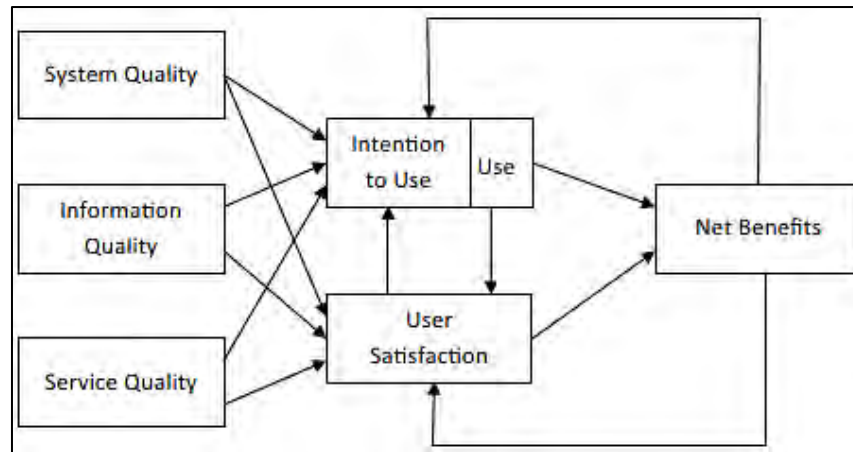 System Quality
Intention
to Use
Use
Information
Quality
Net Benefits
User
Satisfaction
Service Quality